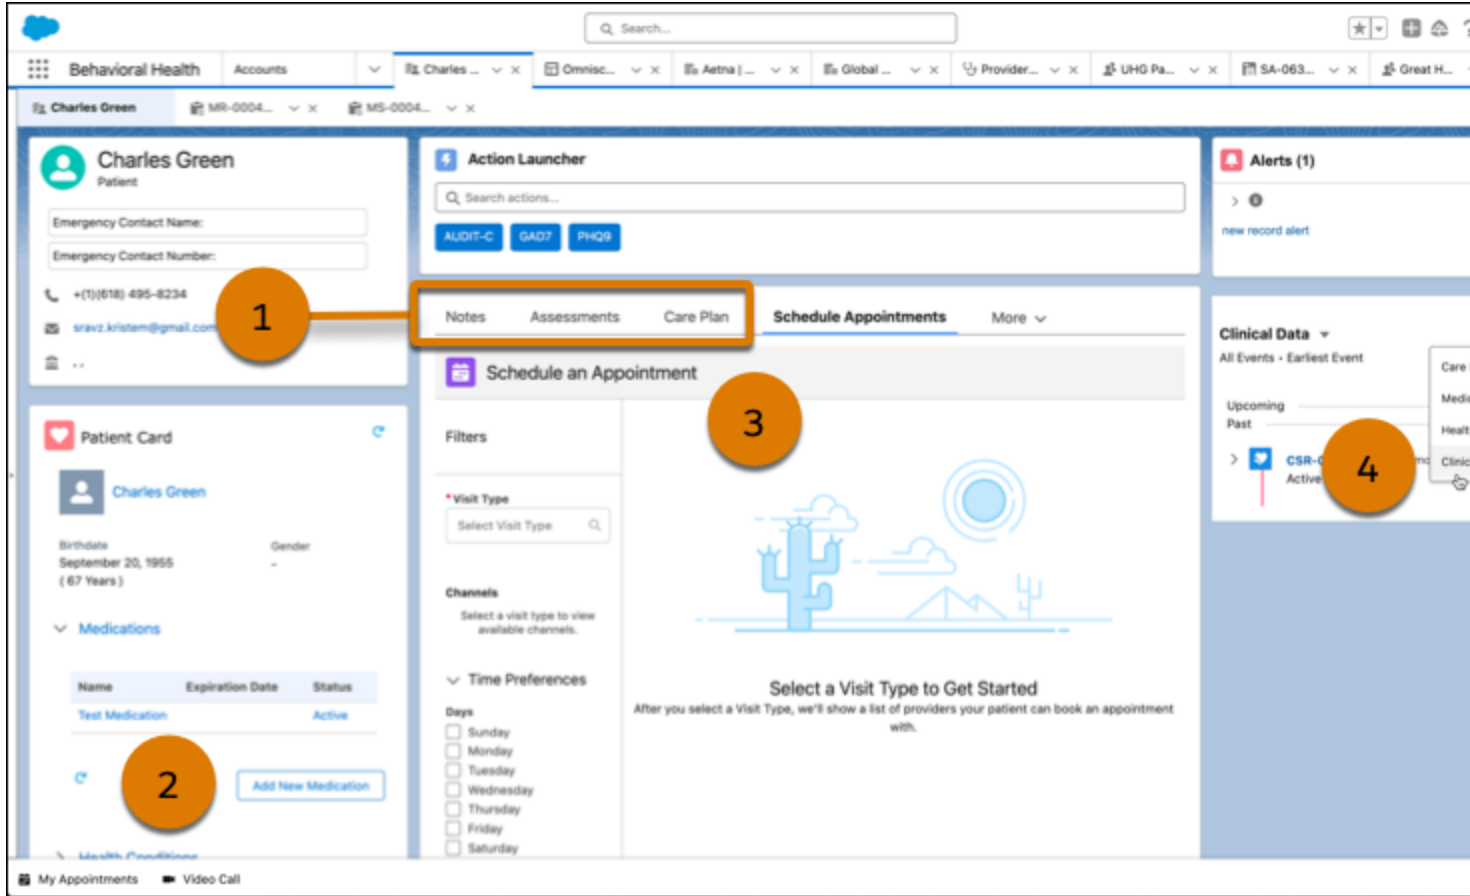 Search...
Behavioral Health
Accounts
Charles ...
Omnisc...
Aetna | ...
Global ...
Provider...
UHG Pa...
SA-063...
Great H...
Charles Green
MR-0004...
MS-0004...
Charles Green
Patient
Emergency Contact Name:
Emergency Contact Number:
+(1)(618) 495-8234
sravz.kristem@gmail.com
- -
1
Patient Card
Charles Green
Birthdate
Gender
September 20, 1955
-
( 67 Years )
Medications
Name Expiration Date Status
Test Medication Active
2
Add New Medication
Health Conditions
Action Launcher
Search actions...
AUDIT-C GAD7 PHQ9
Notes Assessments Care Plan Schedule Appointments More
Schedule an Appointment
3
Filters
*Visit Type
Select Visit Type
Channels
Select a visit type to view
available channels.
Time Preferences
Days
Sunday
Monday
Tuesday
Wednesday
Thursday
Friday
Saturday
Select a Visit Type to Get Started
After you select a Visit Type, we'll show a list of providers your patient can book an appointment
with.
Alerts (1)
new record alert
Clinical Data
All Events • Earliest Event
Upcoming
Past
CSR-
Active
4
Care
Medic
Healt
Clinic
My Appointments
Video Call